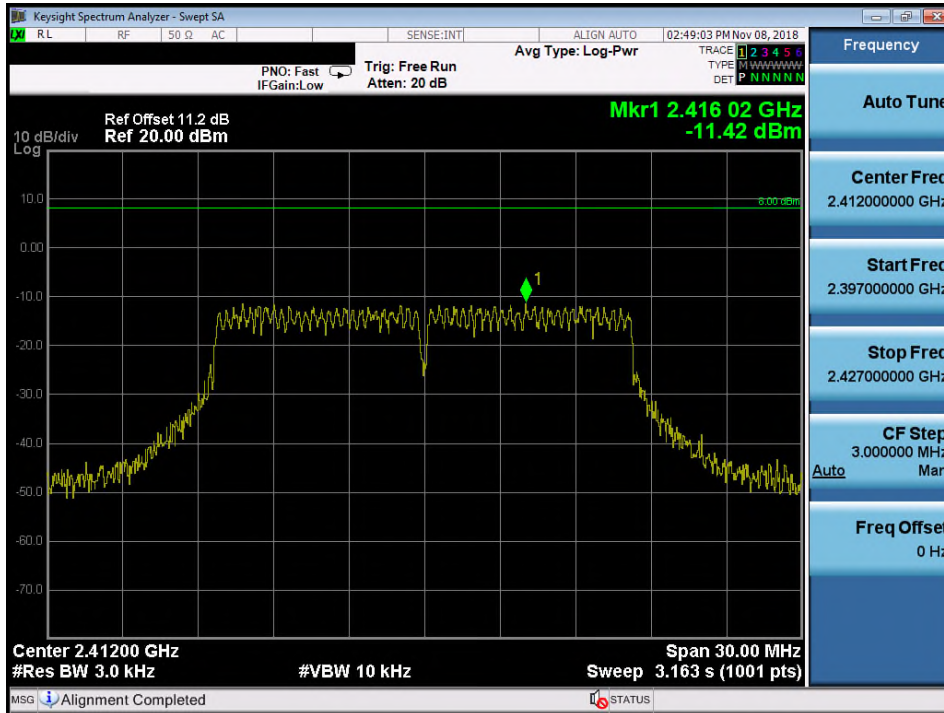 Keysight Spectrum Analyzer - Swept SA
LXI RL RF 50 Ω AC SENSE:INT ALIGN AUTO 02:49:03 PM Nov 08, 2018
PNO: Fast
IFGain:Low
Trig: Free Run
Atten: 20 dB
Avg Type: Log-Pwr
TRACE 1 2 3 4 5 6
TYPE M WWWWW
DET P N N N N N
Mkr1 2.416 02 GHz
-11.42 dBm
Ref Offset 11.2 dB
10 dB/div Ref 20.00 dBm
Log
10.0
8.00 dBm
0.00
-10.0
1
-20.0
-30.0
-40.0
-50.0
-60.0
-70.0
Center 2.41200 GHz Span 30.00 MHz
#Res BW 3.0 kHz #VBW 10 kHz Sweep 3.163 s (1001 pts)
MSG Alignment Completed STATUS
Frequency
Auto Tune
Center Freq
2.412000000 GHz
Start Freq
2.397000000 GHz
Stop Freq
2.427000000 GHz
CF Step
3.000000 MHz
Auto Man
Freq Offset
0 Hz